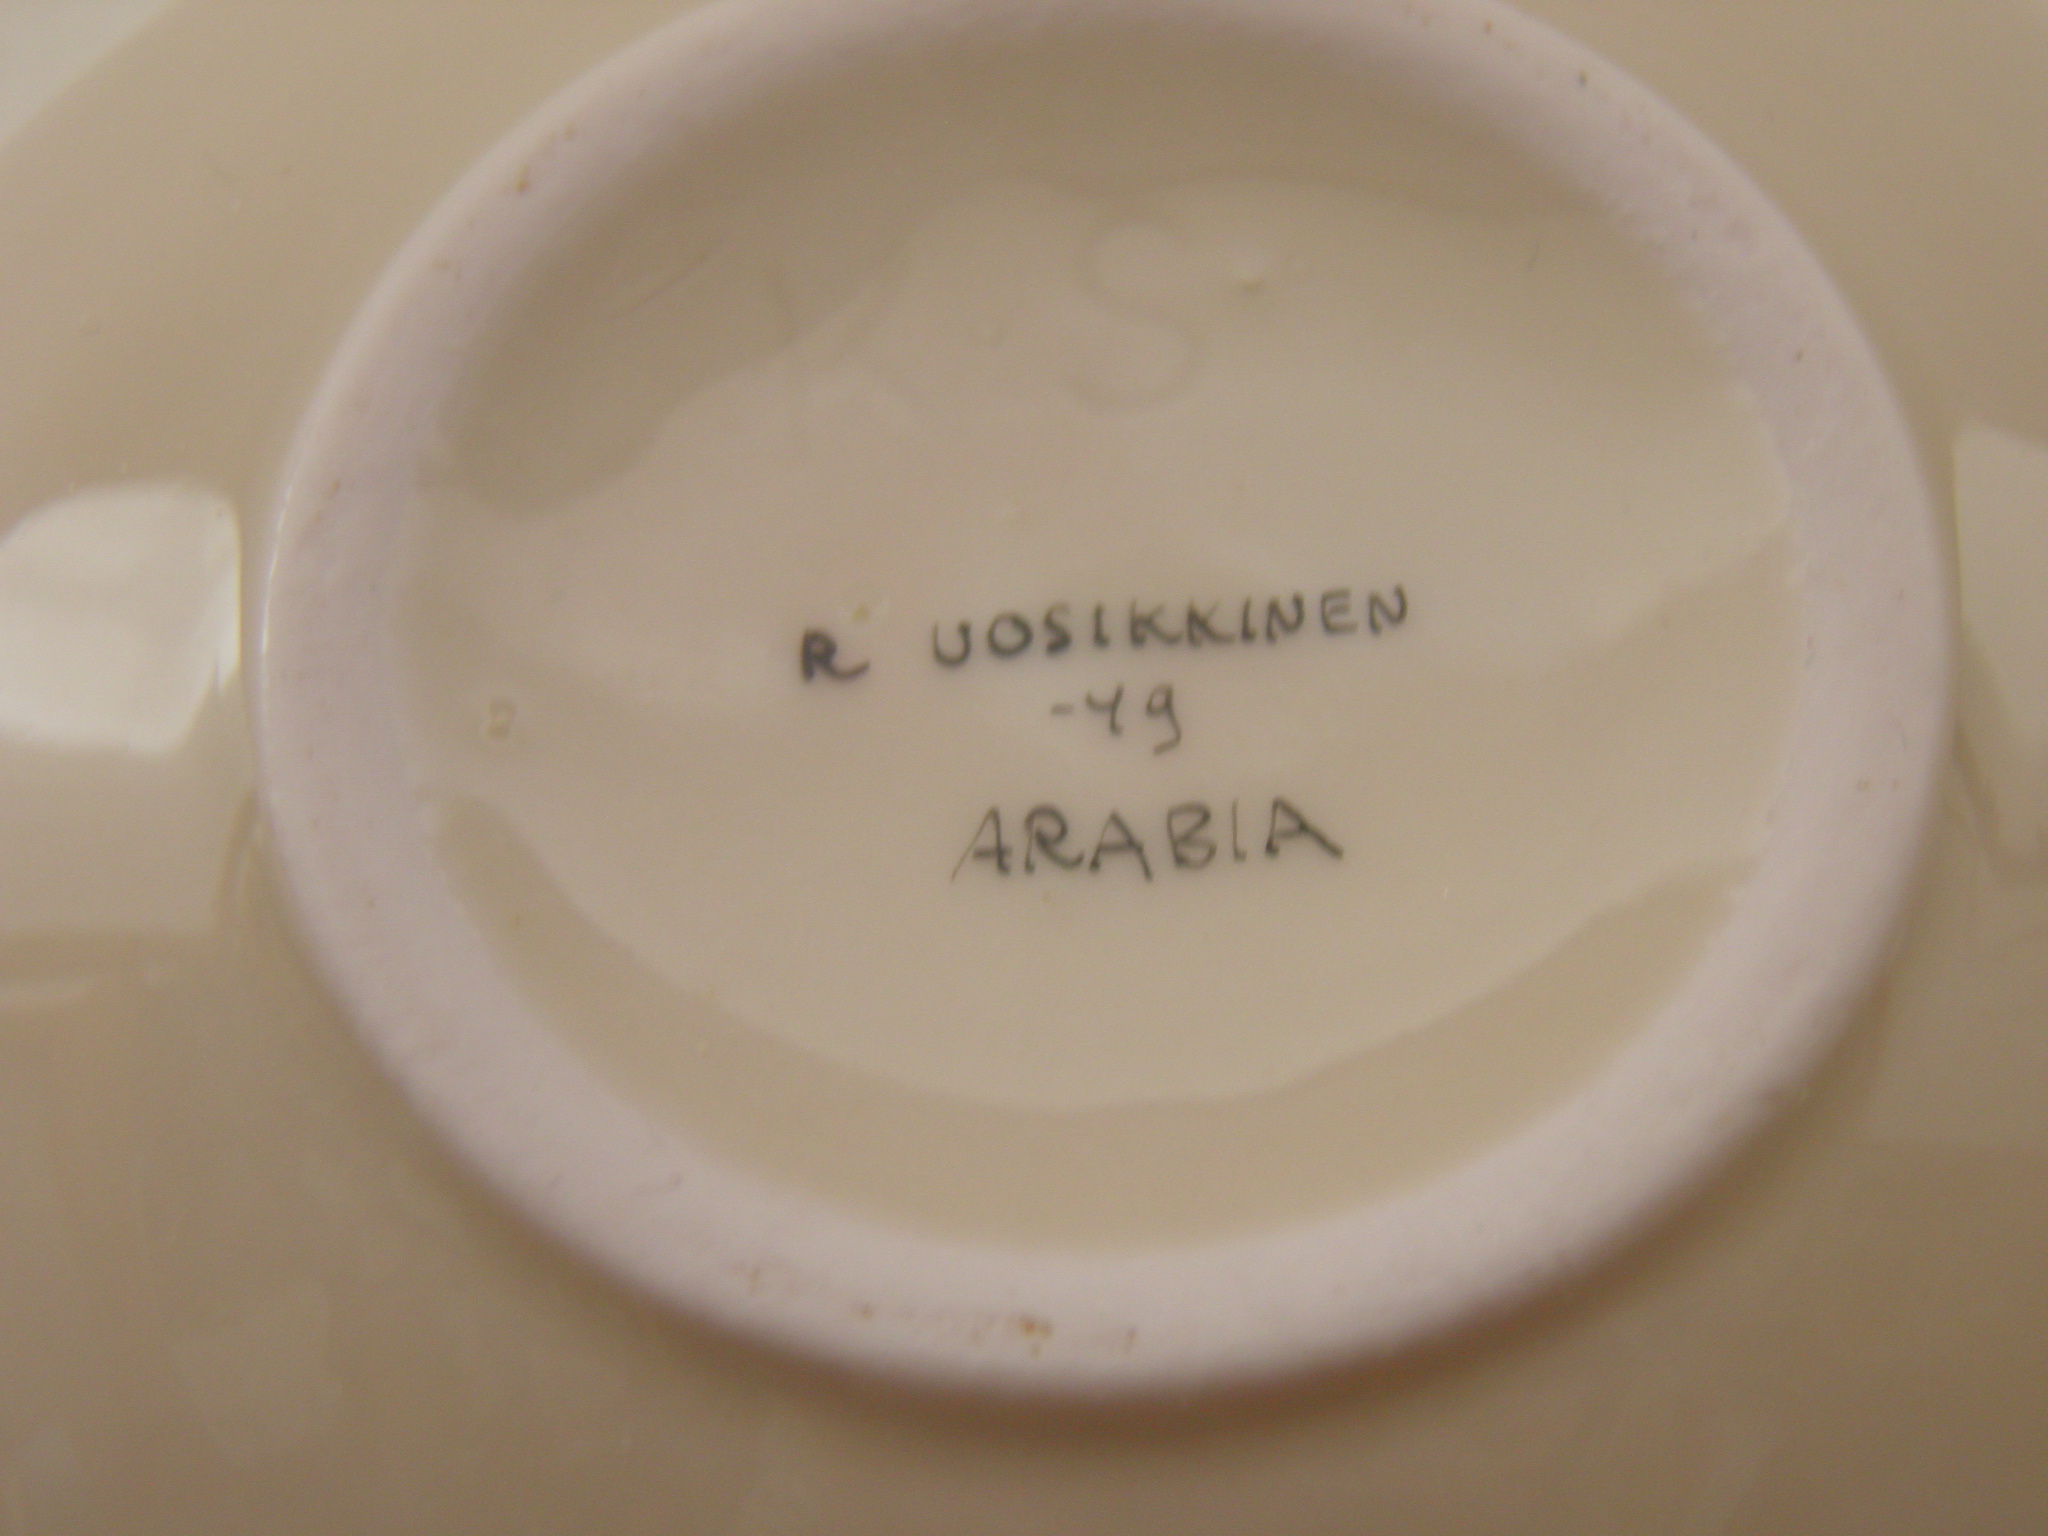 R UOSIKKINEN
-49
ARABIA